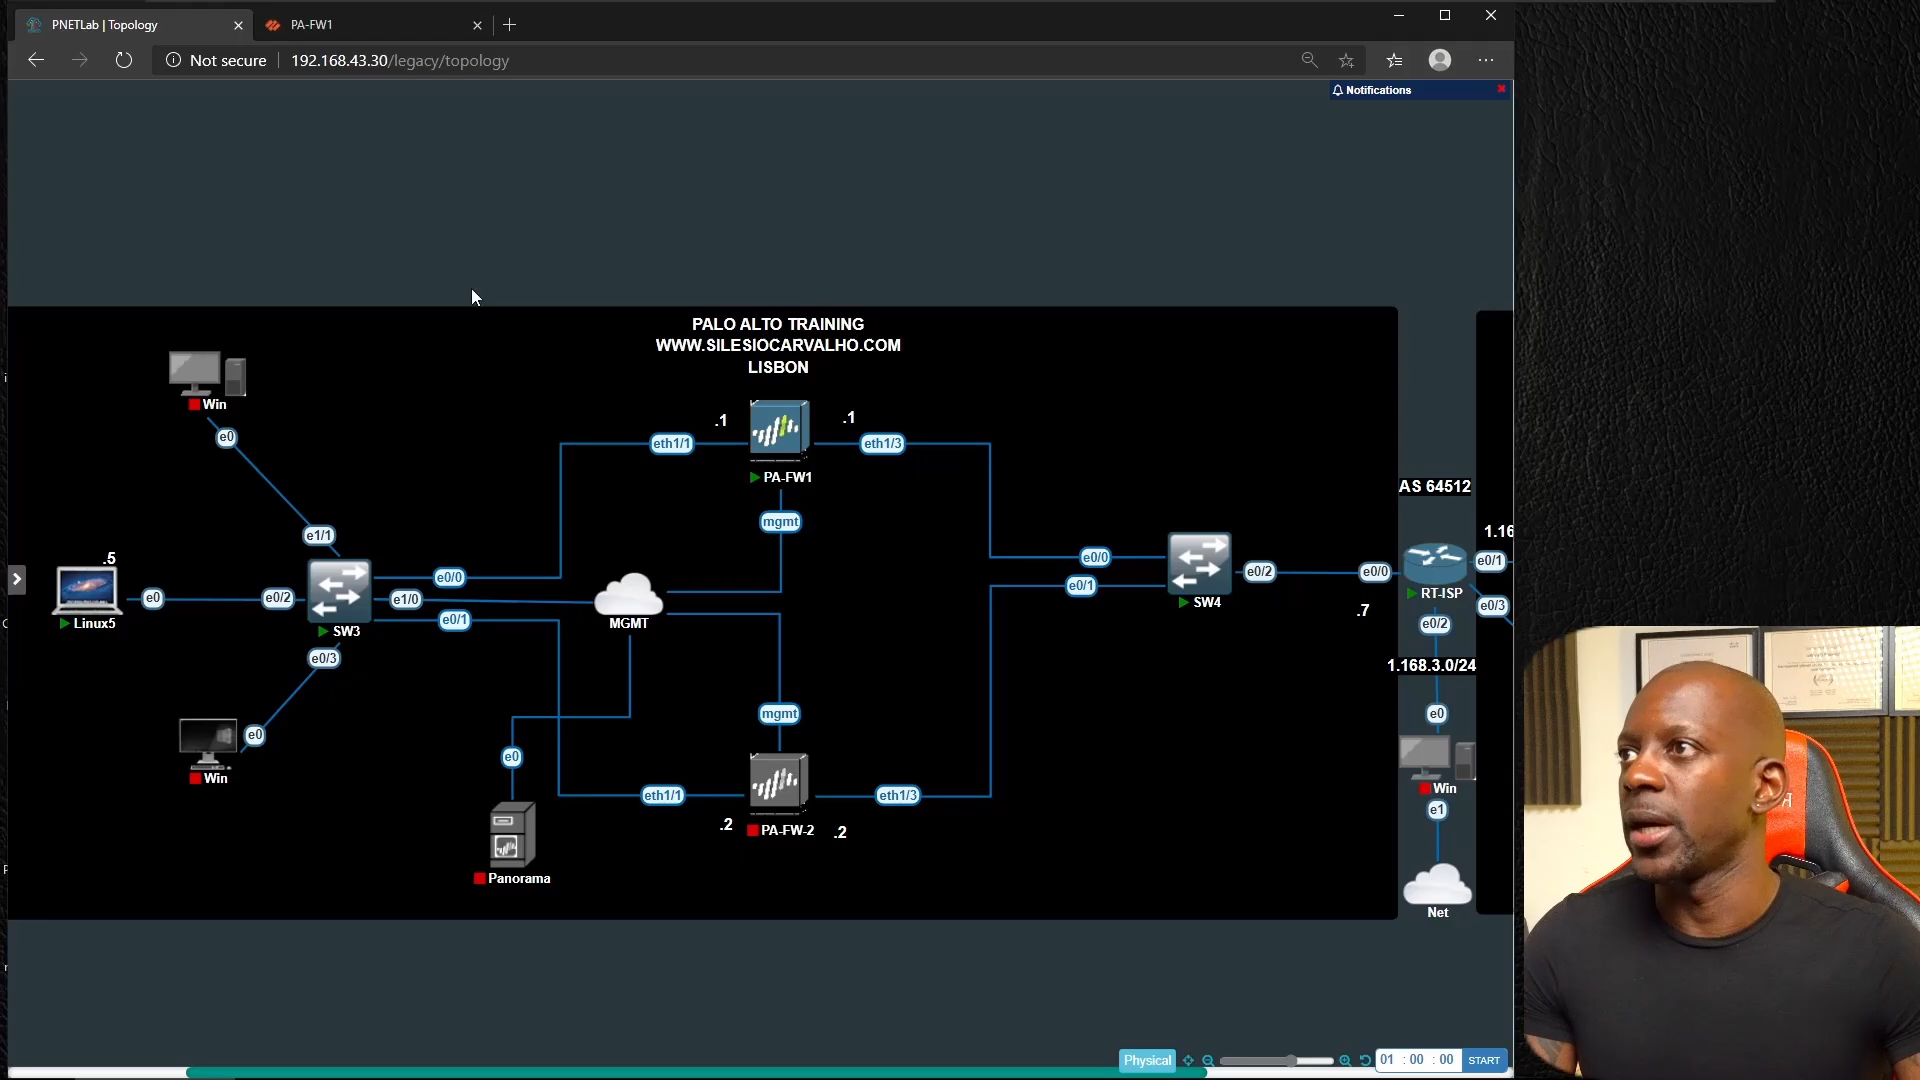 PNETLab | Topology
PA-FW1
Not secure
192.168.43.30/legacy/topology
Notifications
PALO ALTO TRAINING
WWW.SILESIOCARVALHO.COM
LISBON
Win
e0
e1/1
.5
Linux5
e0
e0/2
SW3
e0/0
e1/0
e0/1
e0/3
e0
Win
MGMT
e0
Panorama
.1
eth1/1
PA-FW1
.1
eth1/3
mgmt
mgmt
eth1/1
.2
PA-FW-2
.2
eth1/3
e0/0
e0/1
SW4
e0/2
e0/0
.7
AS 64512
RT-ISP
1.16
e0/1
e0/3
e0/2
1.168.3.0/24
e0
Win
e1
Net
Physical
01 : 00 : 00
START